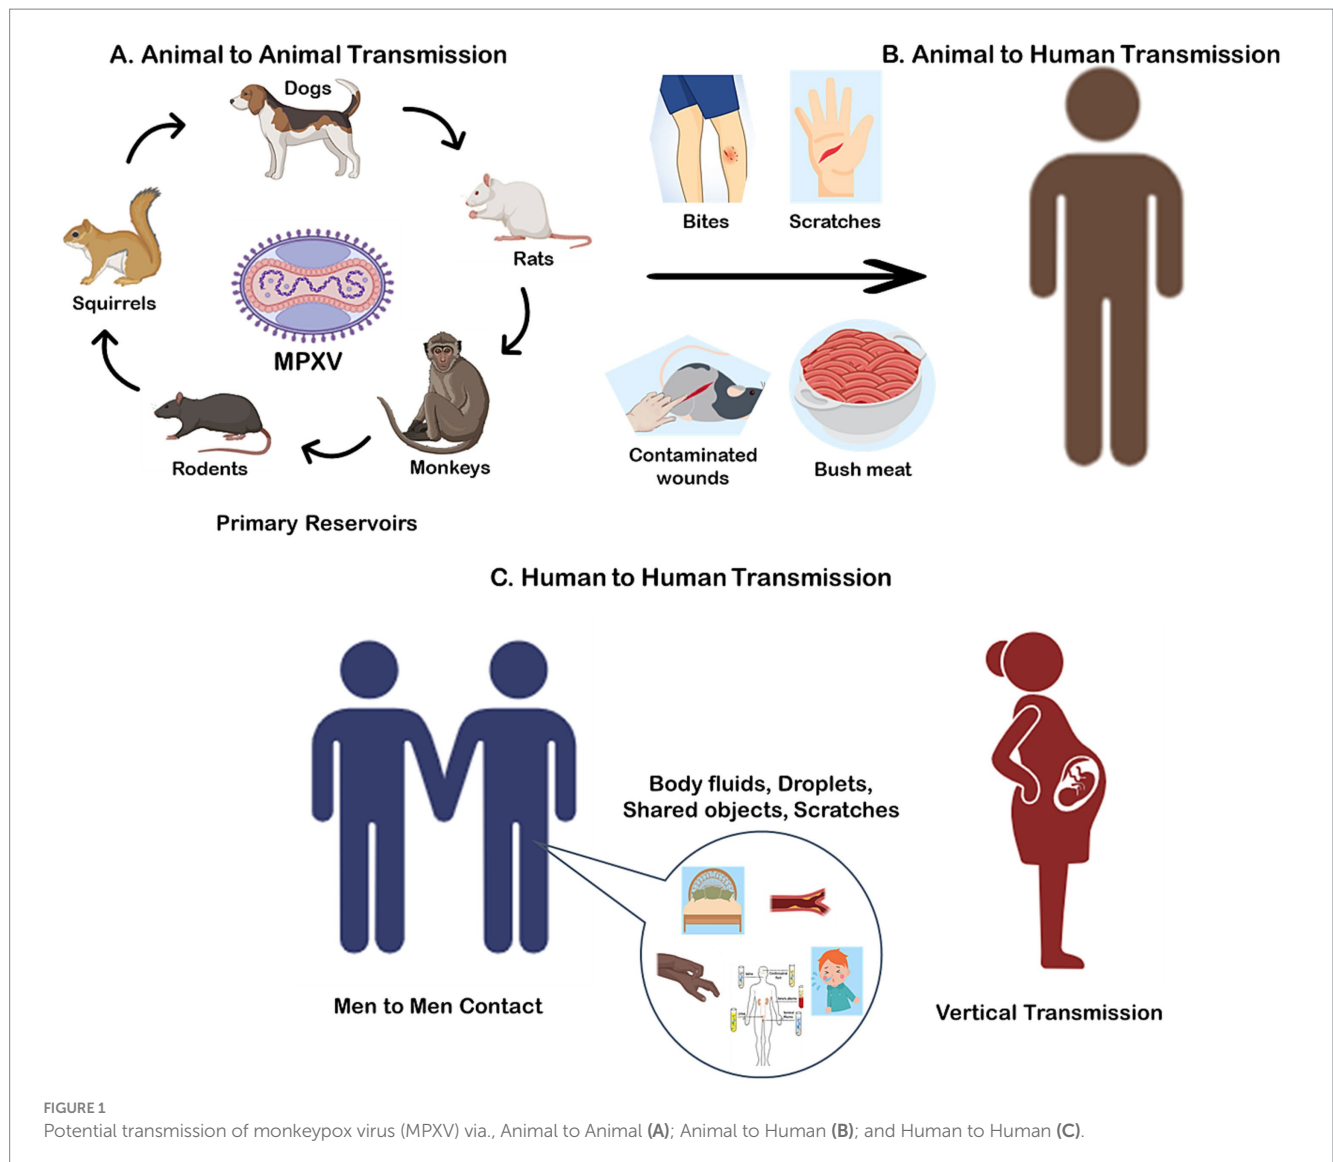 A. Animal to Animal Transmission
Dogs
Rats
Monkeys
Rodents
Squirrels
MPXV
Primary Reservoirs
B. Animal to Human Transmission
Bites
Scratches
Contaminated
wounds
Bush meat
C. Human to Human Transmission
Men to Men Contact
Body fluids, Droplets,
Shared objects, Scratches
Vertical Transmission
FIGURE 1
Potential transmission of monkeypox virus (MPXV) via., Animal to Animal (A); Animal to Human (B); and Human to Human (C).